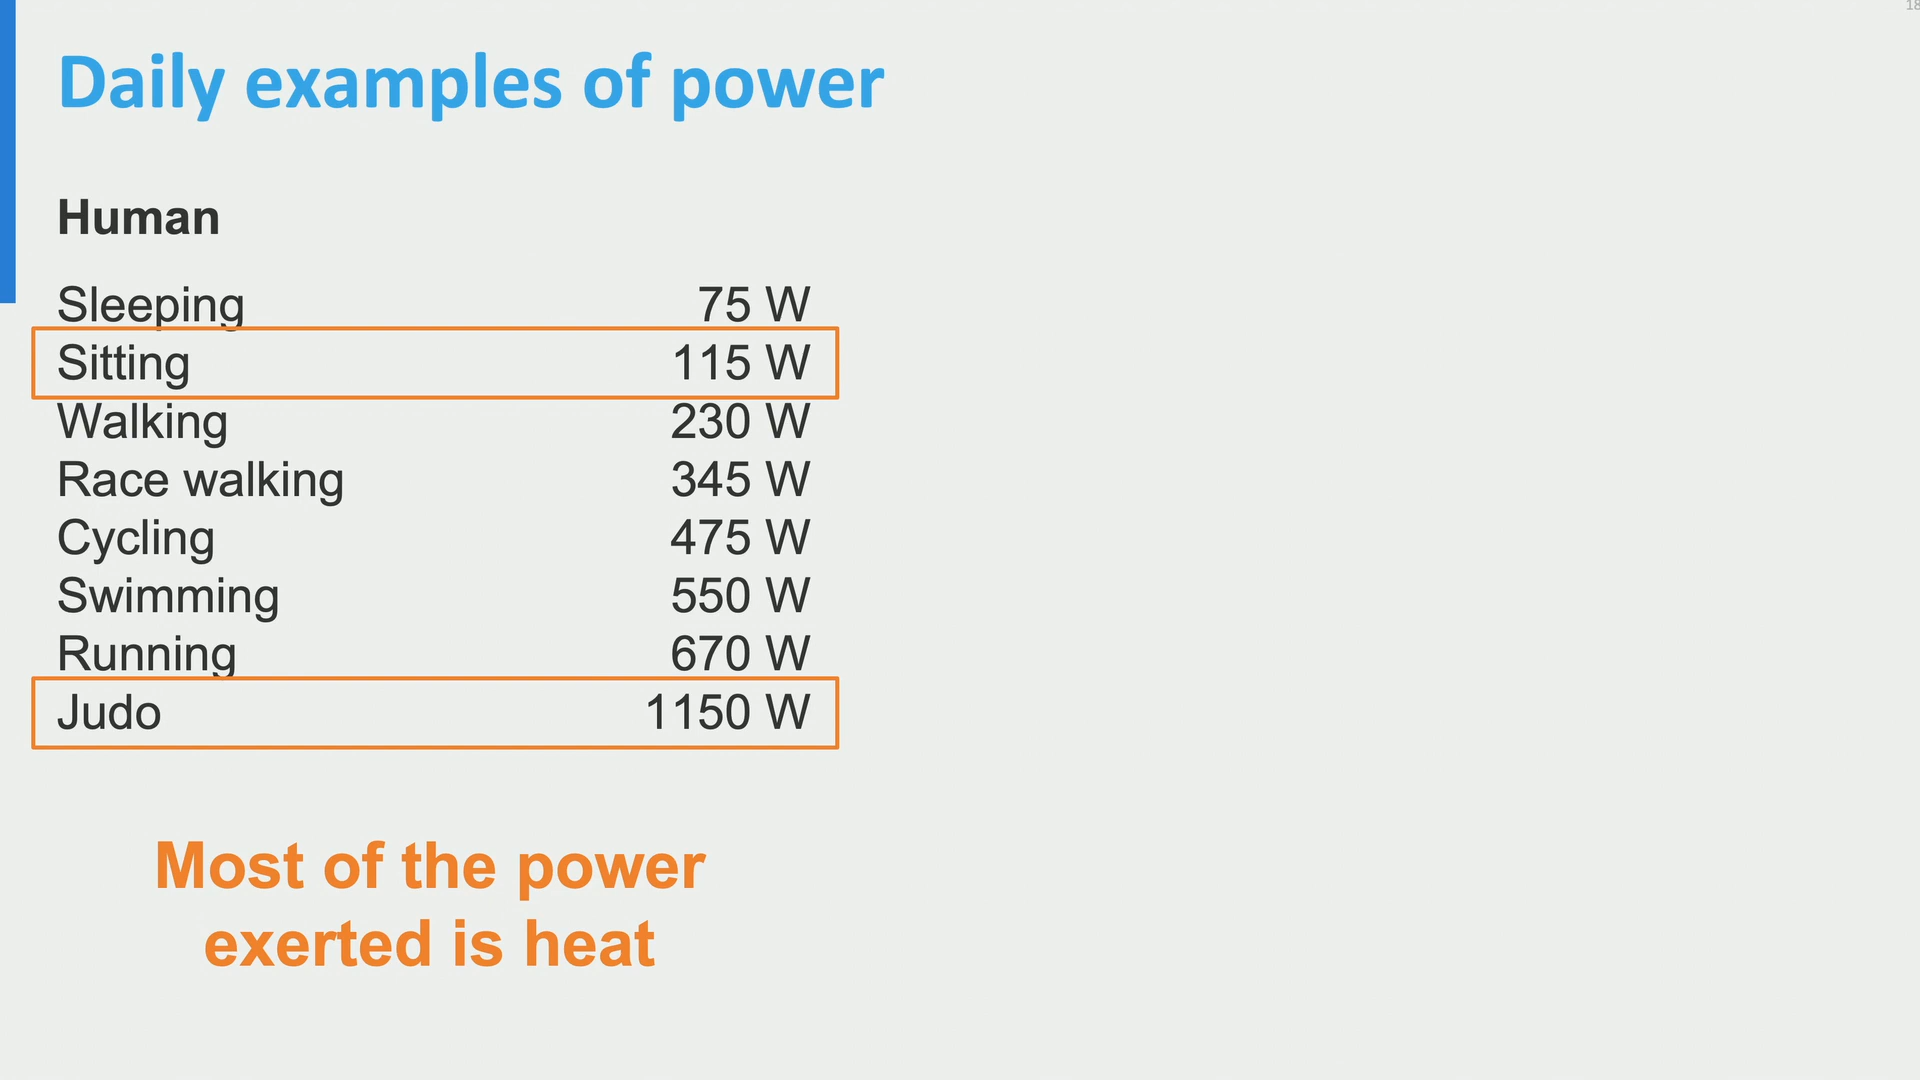 18
Daily examples of power
Human
Sleeping 75 W
Sitting 115 W
Walking 230 W
Race walking 345 W
Cycling 475 W
Swimming 550 W
Running 670 W
Judo 1150 W
Most of the power
exerted is heat